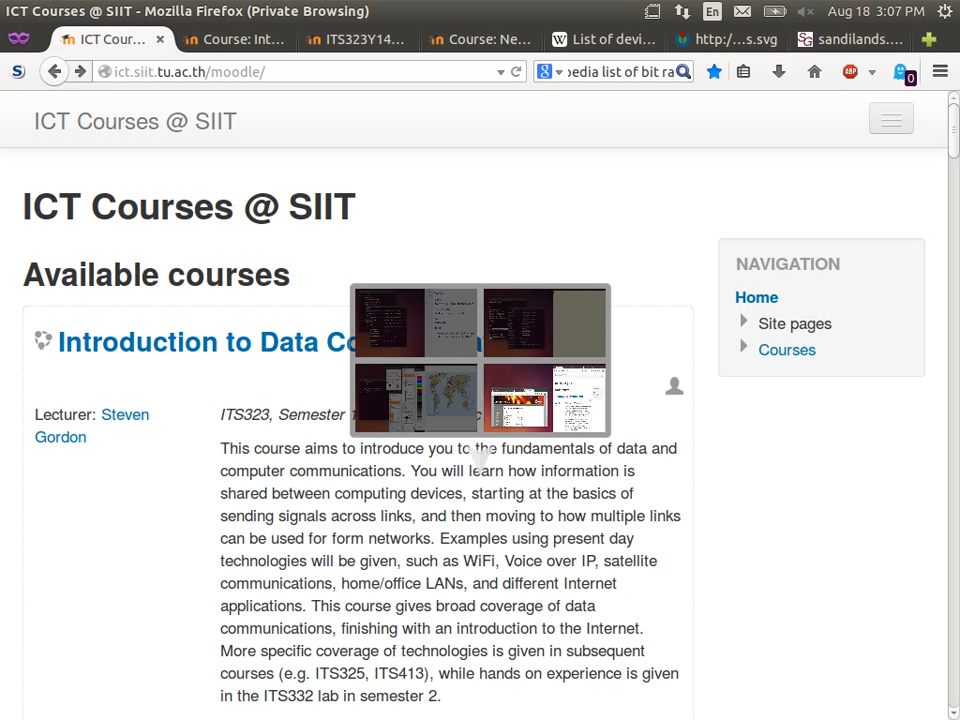 ICT Courses @ SIIT - Mozilla Firefox (Private Browsing)
En
Aug 18 3:07 PM
ICT Cour... ×
Course: Int...
ITS323Y14...
Course: Ne...
W List of devi...
http:/...s.svg
SG sandilands....
S
ict.siit.tu.ac.th/moodle/
8
pedia list of bit ra
ABP
0
ICT Courses @ SIIT
ICT Courses @ SIIT
Available courses
NAVIGATION
Home
Site pages
Courses
Introduction to Data
Lecturer: Steven
Gordon
ITS323, Semester
This course aims to introduce you to the fundamentals of data and
computer communications. You will learn how information is
shared between computing devices, starting at the basics of
sending signals across links, and then moving to how multiple links
can be used for form networks. Examples using present day
technologies will be given, such as WiFi, Voice over IP, satellite
communications, home/office LANs, and different Internet
applications. This course gives broad coverage of data
communications, finishing with an introduction to the Internet.
More specific coverage of technologies is given in subsequent
courses (e.g. ITS325, ITS413), while hands on experience is given
in the ITS332 lab in semester 2.